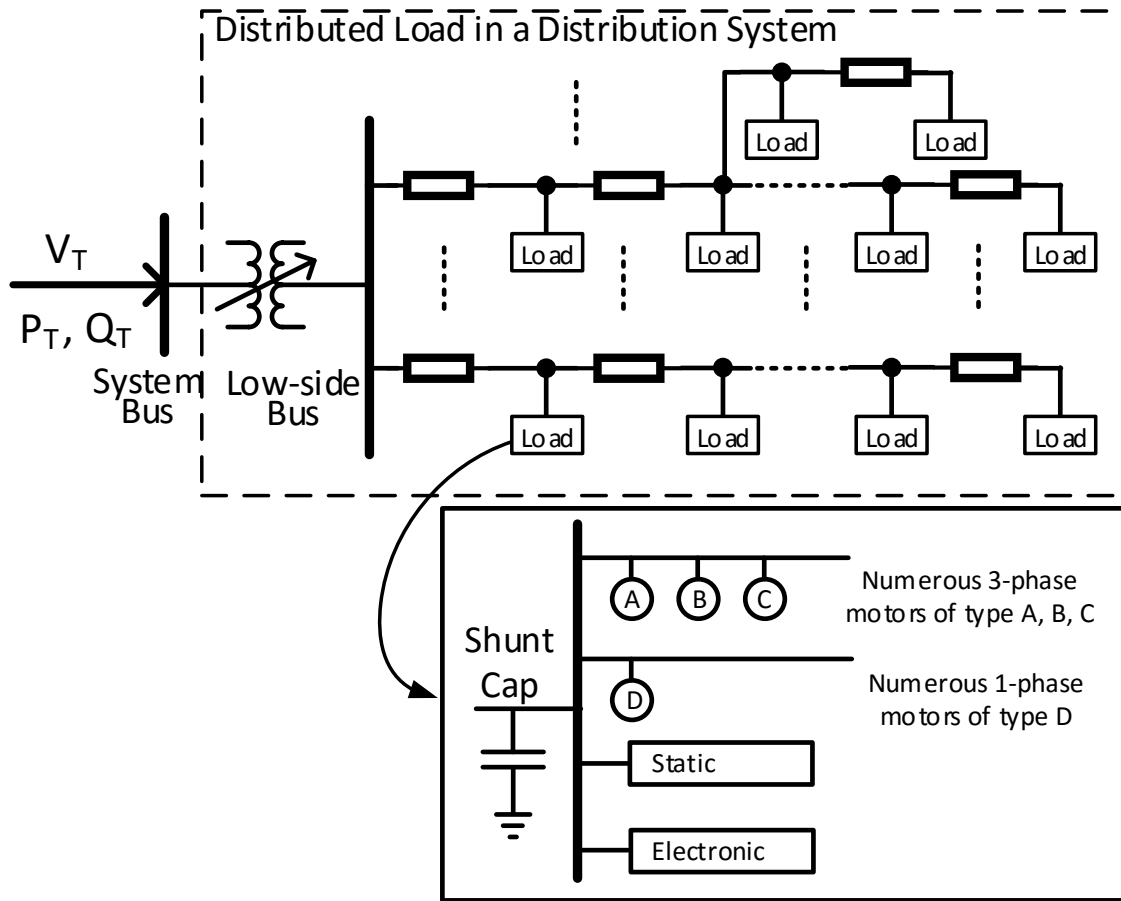 Distributed Load in a Distribution System
Load
Load
V_T
Load
Load
Load
Load
P_T, Q_T
System
Bus
Low-side
Bus
Load
Load
Load
Load
A
B
C
Numerous 3-phase
motors of type A, B, C
Shunt
Cap
D
Numerous 1-phase
motors of type D
Static
Electronic